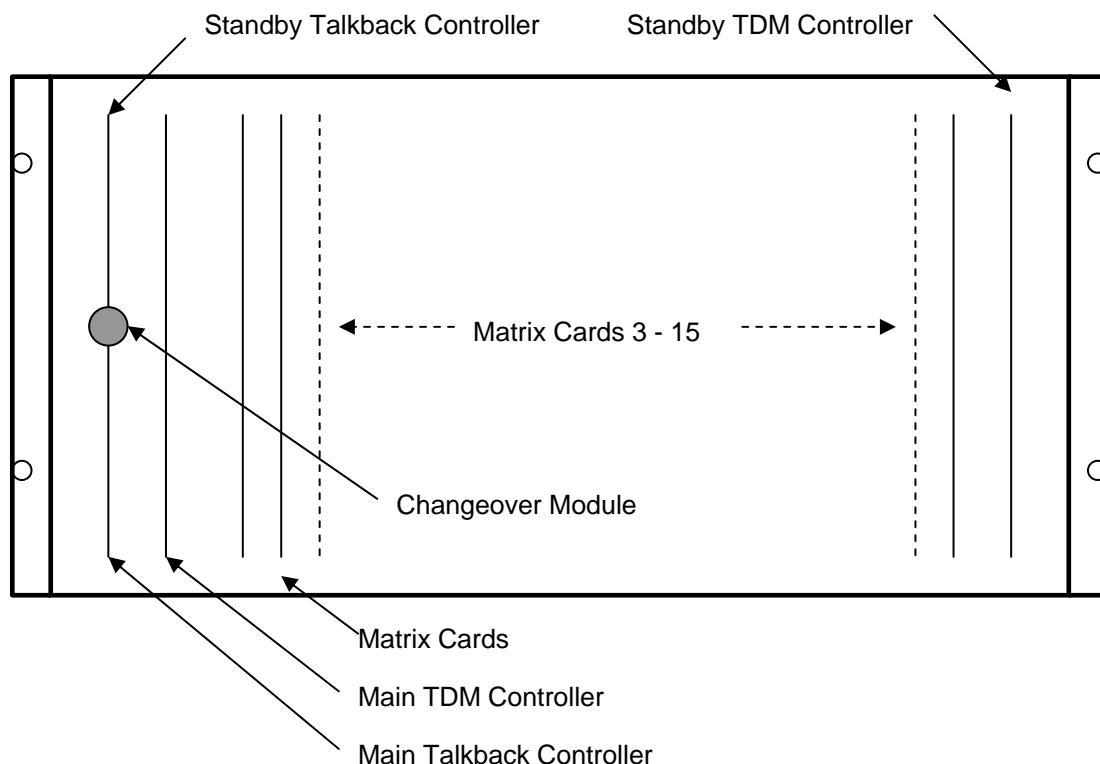 Standby Talkback Controller
Standby TDM Controller
Matrix Cards 3 - 15
Changeover Module
Matrix Cards
Main TDM Controller
Main Talkback Controller